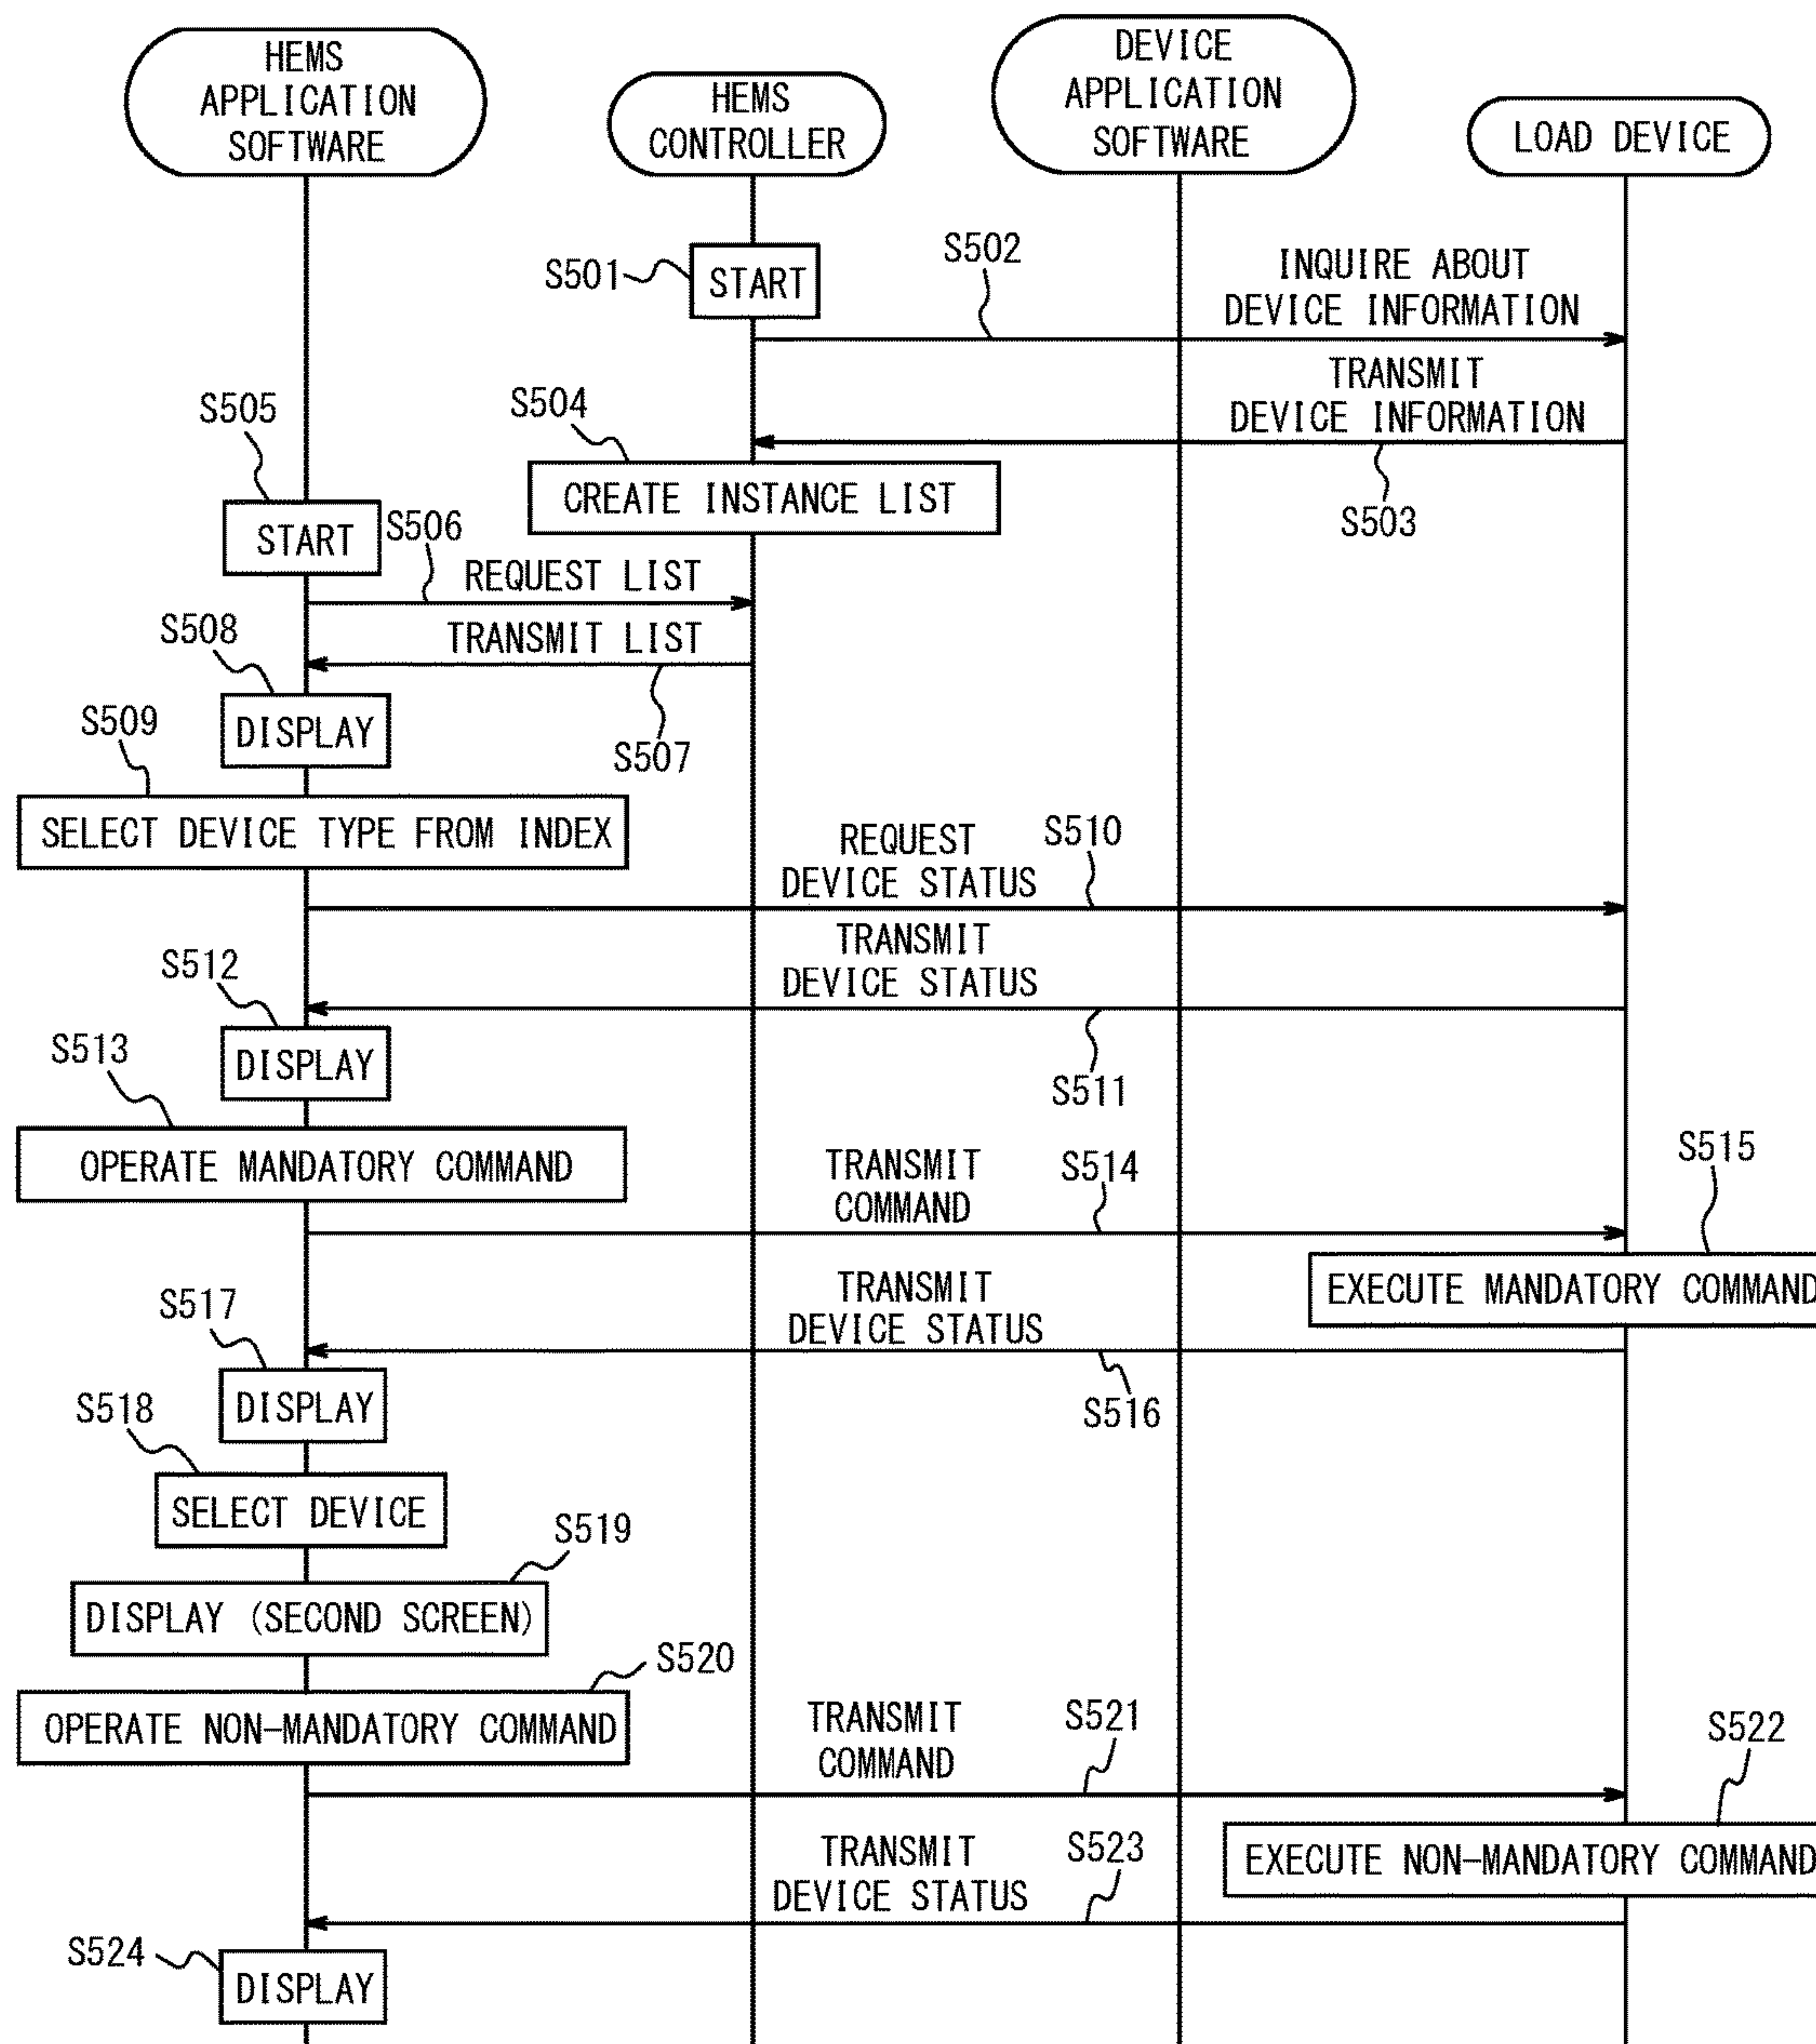 HEMS
APPLICATION
SOFTWARE
HEMS
CONTROLLER
DEVICE
APPLICATION
SOFTWARE
LOAD DEVICE
S501
START
S502
INQUIRE ABOUT
DEVICE INFORMATION
TRANSMIT
DEVICE INFORMATION
S503
S504
CREATE INSTANCE LIST
S505
START
S506
REQUEST LIST
TRANSMIT LIST
S507
S508
DISPLAY
S509
SELECT DEVICE TYPE FROM INDEX
REQUEST
DEVICE STATUS
S510
TRANSMIT
DEVICE STATUS
S511
S512
DISPLAY
S513
OPERATE MANDATORY COMMAND
TRANSMIT
COMMAND
S514
S515
EXECUTE MANDATORY COMMAND
TRANSMIT
DEVICE STATUS
S516
S517
DISPLAY
S518
SELECT DEVICE
S519
DISPLAY (SECOND SCREEN)
S520
OPERATE NON-MANDATORY COMMAND
TRANSMIT
COMMAND
S521
S522
EXECUTE NON-MANDATORY COMMAND
TRANSMIT
DEVICE STATUS
S523
S524
DISPLAY